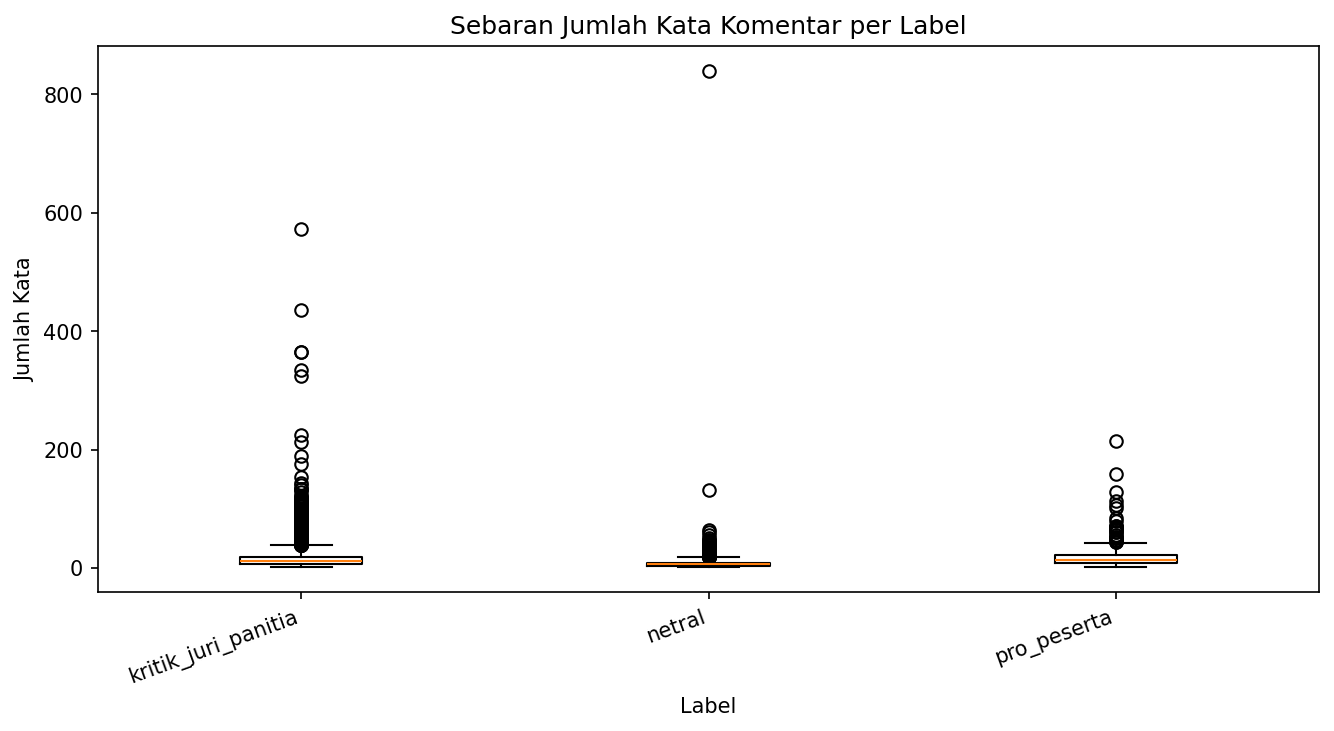 Sebaran Jumlah Kata Komentar per Label
Jumlah Kata
800
600
400
200
0
kritik_juri_panitia
netral
pro_peserta
Label